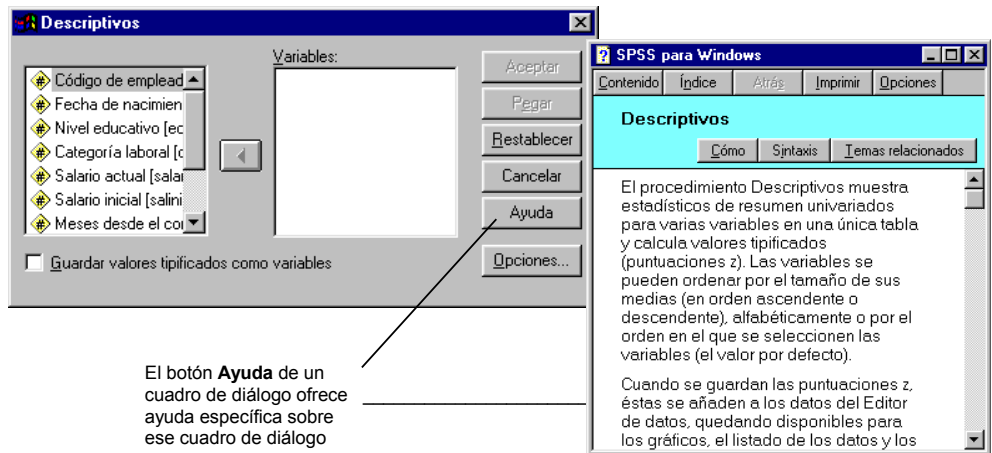 Descriptivos
Variables:
Código de emplead
Fecha de nacimien
Nivel educativo [ec
Categoría laboral [c
Salario actual [salar
Salario inicial [salini
Meses desde el cor
Guardar valores tipificados como variables
Aceptar
Pegar
Restablecer
Cancelar
Ayuda
Opciones...
El botón Ayuda de un
cuadro de diálogo ofrece
ayuda específica sobre
ese cuadro de diálogo
SPSS para Windows
Contenido Índice Atrás Imprimir Opciones
Descriptivos
Cómo Sintaxis Temas relacionados
El procedimiento Descriptivos muestra
estadísticos de resumen univariados
para varias variables en una única tabla
y calcula valores tipificados
(puntuaciones z). Las variables se
pueden ordenar por el tamaño de sus
medias (en orden ascendente o
descendente), alfabéticamente o por el
orden en el que se seleccionen las
variables (el valor por defecto).
Cuando se guardan las puntuaciones z,
éstas se añaden a los datos del Editor
de datos, quedando disponibles para
los gráficos, el listado de los datos y los